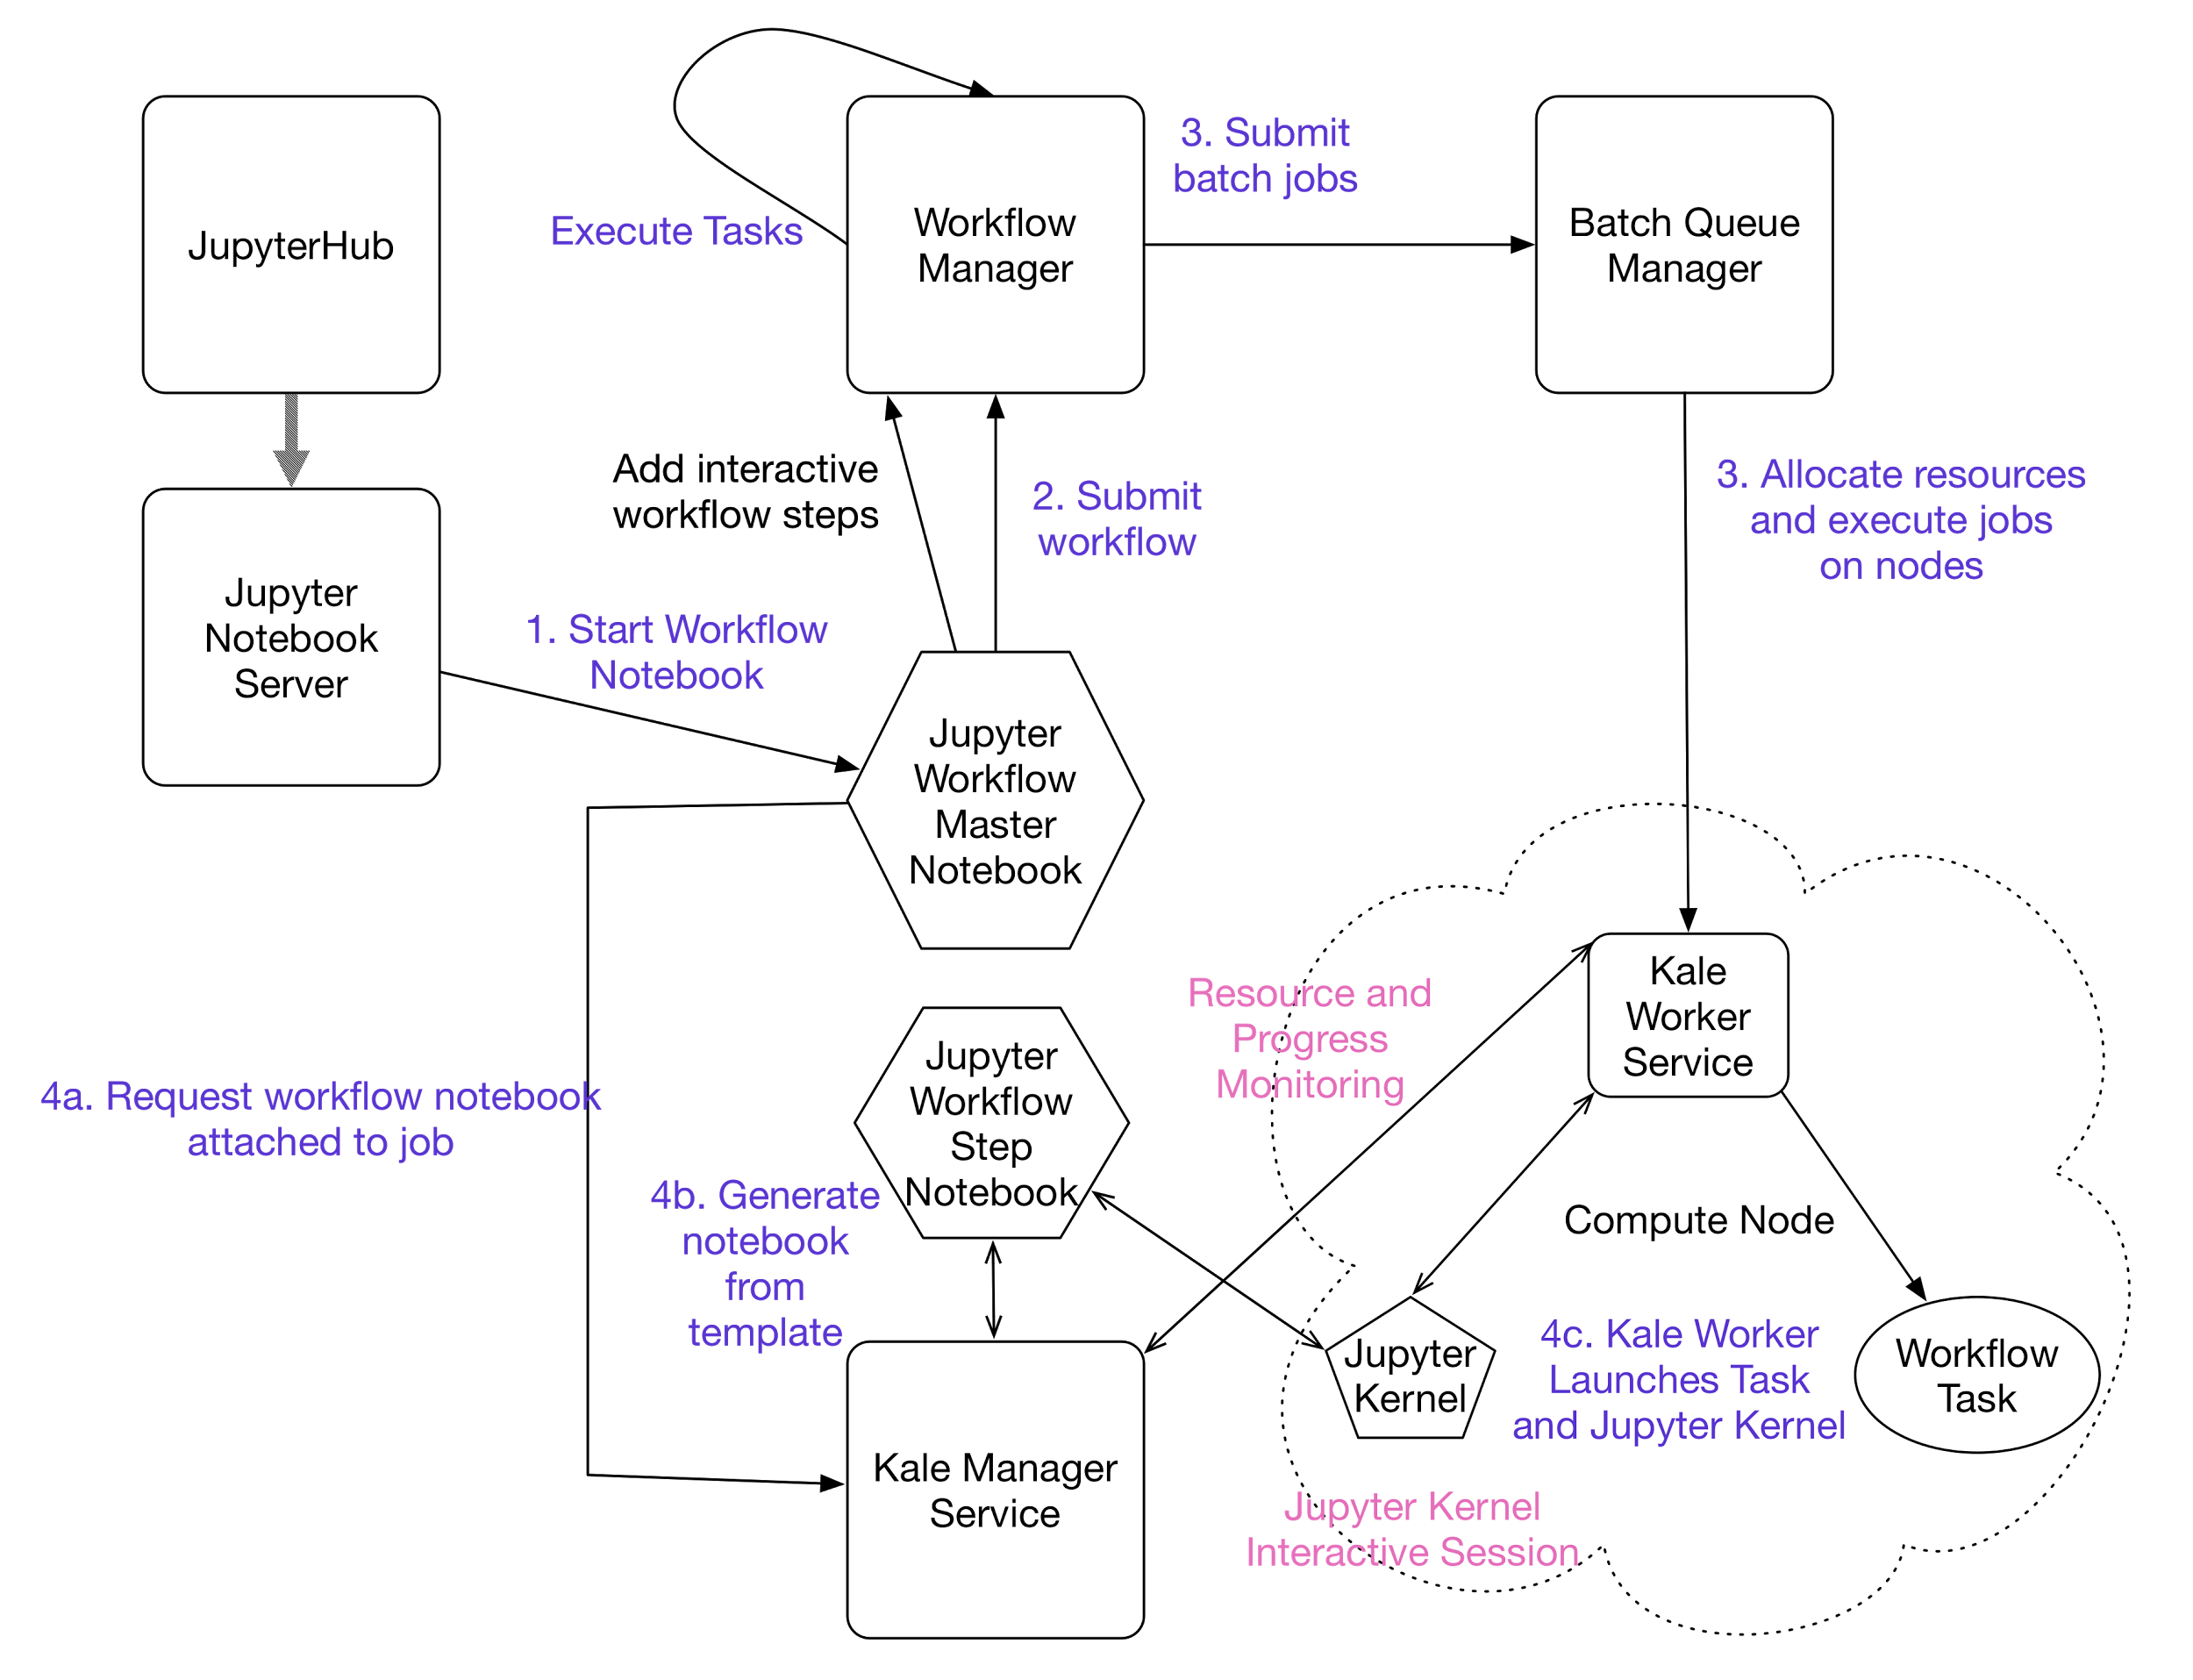 JupyterHub
Execute Tasks
Workflow
Manager
3. Submit
batch jobs
Batch Queue
Manager
Add interactive
workflow steps
2. Submit
workflow
3. Allocate resources
and execute jobs
on nodes
Jupyter
Notebook
Server
1. Start Workflow
Notebook
Jupyter
Workflow
Master
Notebook
Resource and
Progress
Monitoring
Kale
Worker
Service
4a. Request workflow notebook
attached to job
Jupyter
Workflow
Step
Notebook
4b. Generate
notebook
from
template
Compute Node
Jupyter
Kernel
4c. Kale Worker
Launches Task
and Jupyter Kernel
Workflow
Task
Kale Manager
Service
Jupyter Kernel
Interactive Session